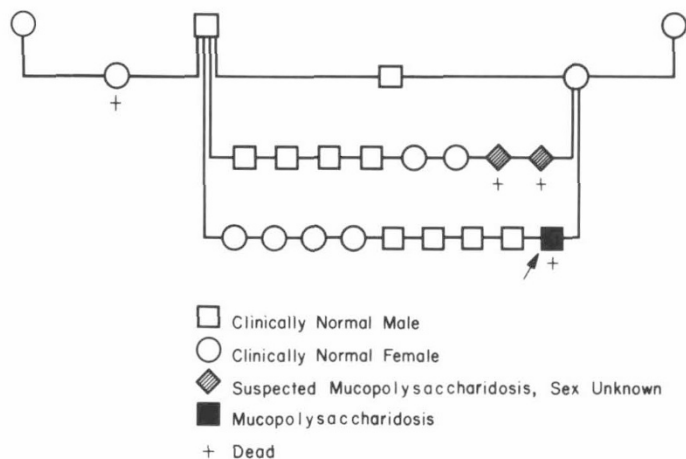 +
+ +
+
Clinically Normal Male
Clinically Normal Female
Suspected Mucopolysaccharidosis, Sex Unknown
Mucopolysaccharidosis
+ Dead